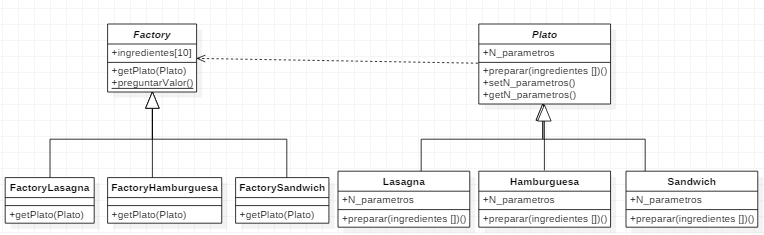 Factory
+ingredientes[10]
+getPlato(Plato)
+preguntarValor()
Plato
+N_parametros
+preparar(ingredientes [])()
+setN_parametros()
+getN_parametros()
FactoryLasagna
+getPlato(Plato)
FactoryHamburguesa
+getPlato(Plato)
FactorySandwich
+getPlato(Plato)
Lasagna
+N_parametros
+preparar(ingredientes [])()
Hamburguesa
+N_parametros
+preparar(ingredientes [])()
Sandwich
+N_parametros
+preparar(ingredientes [])()